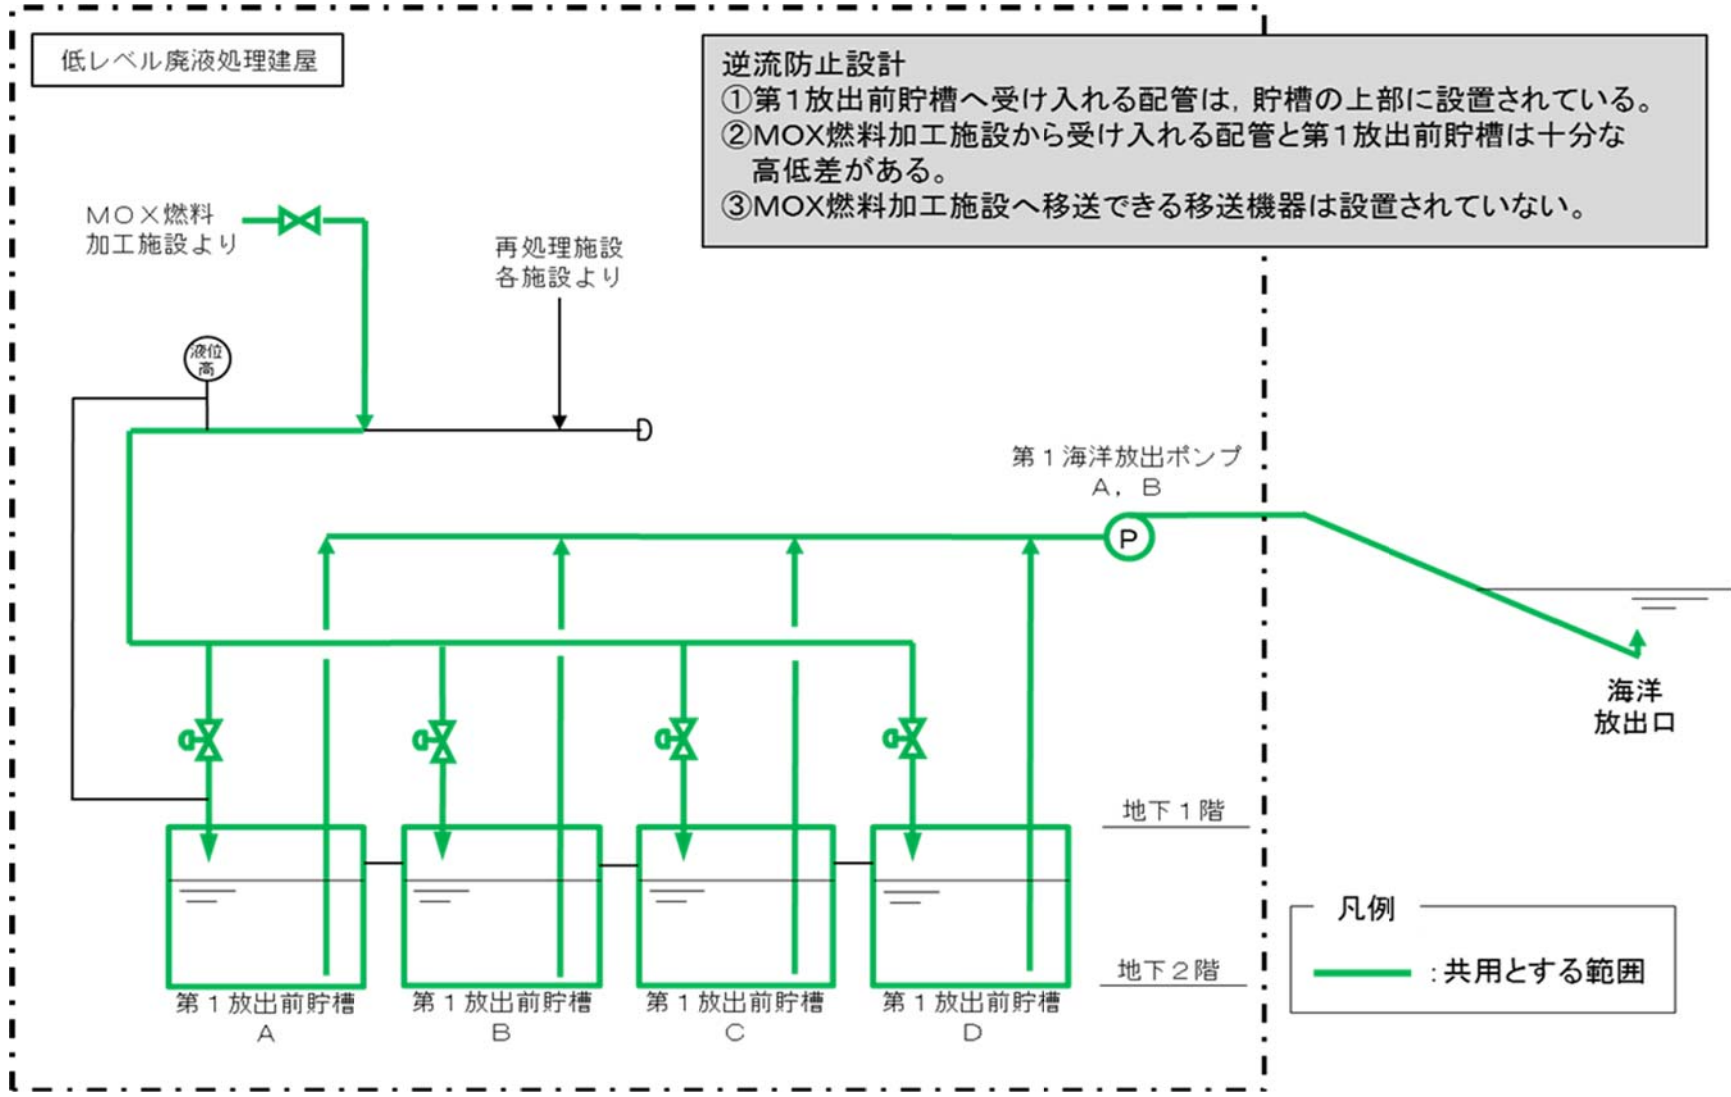 低レベル廃液処理建屋
逆流防止設計
①第1放出前貯槽へ受け入れる配管は，貯槽の上部に設置されている。
②MOX燃料加工施設から受け入れる配管と第1放出前貯槽は十分な
高低差がある。
③MOX燃料加工施設へ移送できる移送機器は設置されていない。
ＭＯＸ燃料
加工施設より
再処理施設
各施設より
液位
高
第１海洋放出ポンプ
Ａ，Ｂ
P
海洋
放出口
地下１階
地下２階
第１放出前貯槽
Ａ
第１放出前貯槽
Ｂ
第１放出前貯槽
Ｃ
第１放出前貯槽
Ｄ
凡例
：共用とする範囲